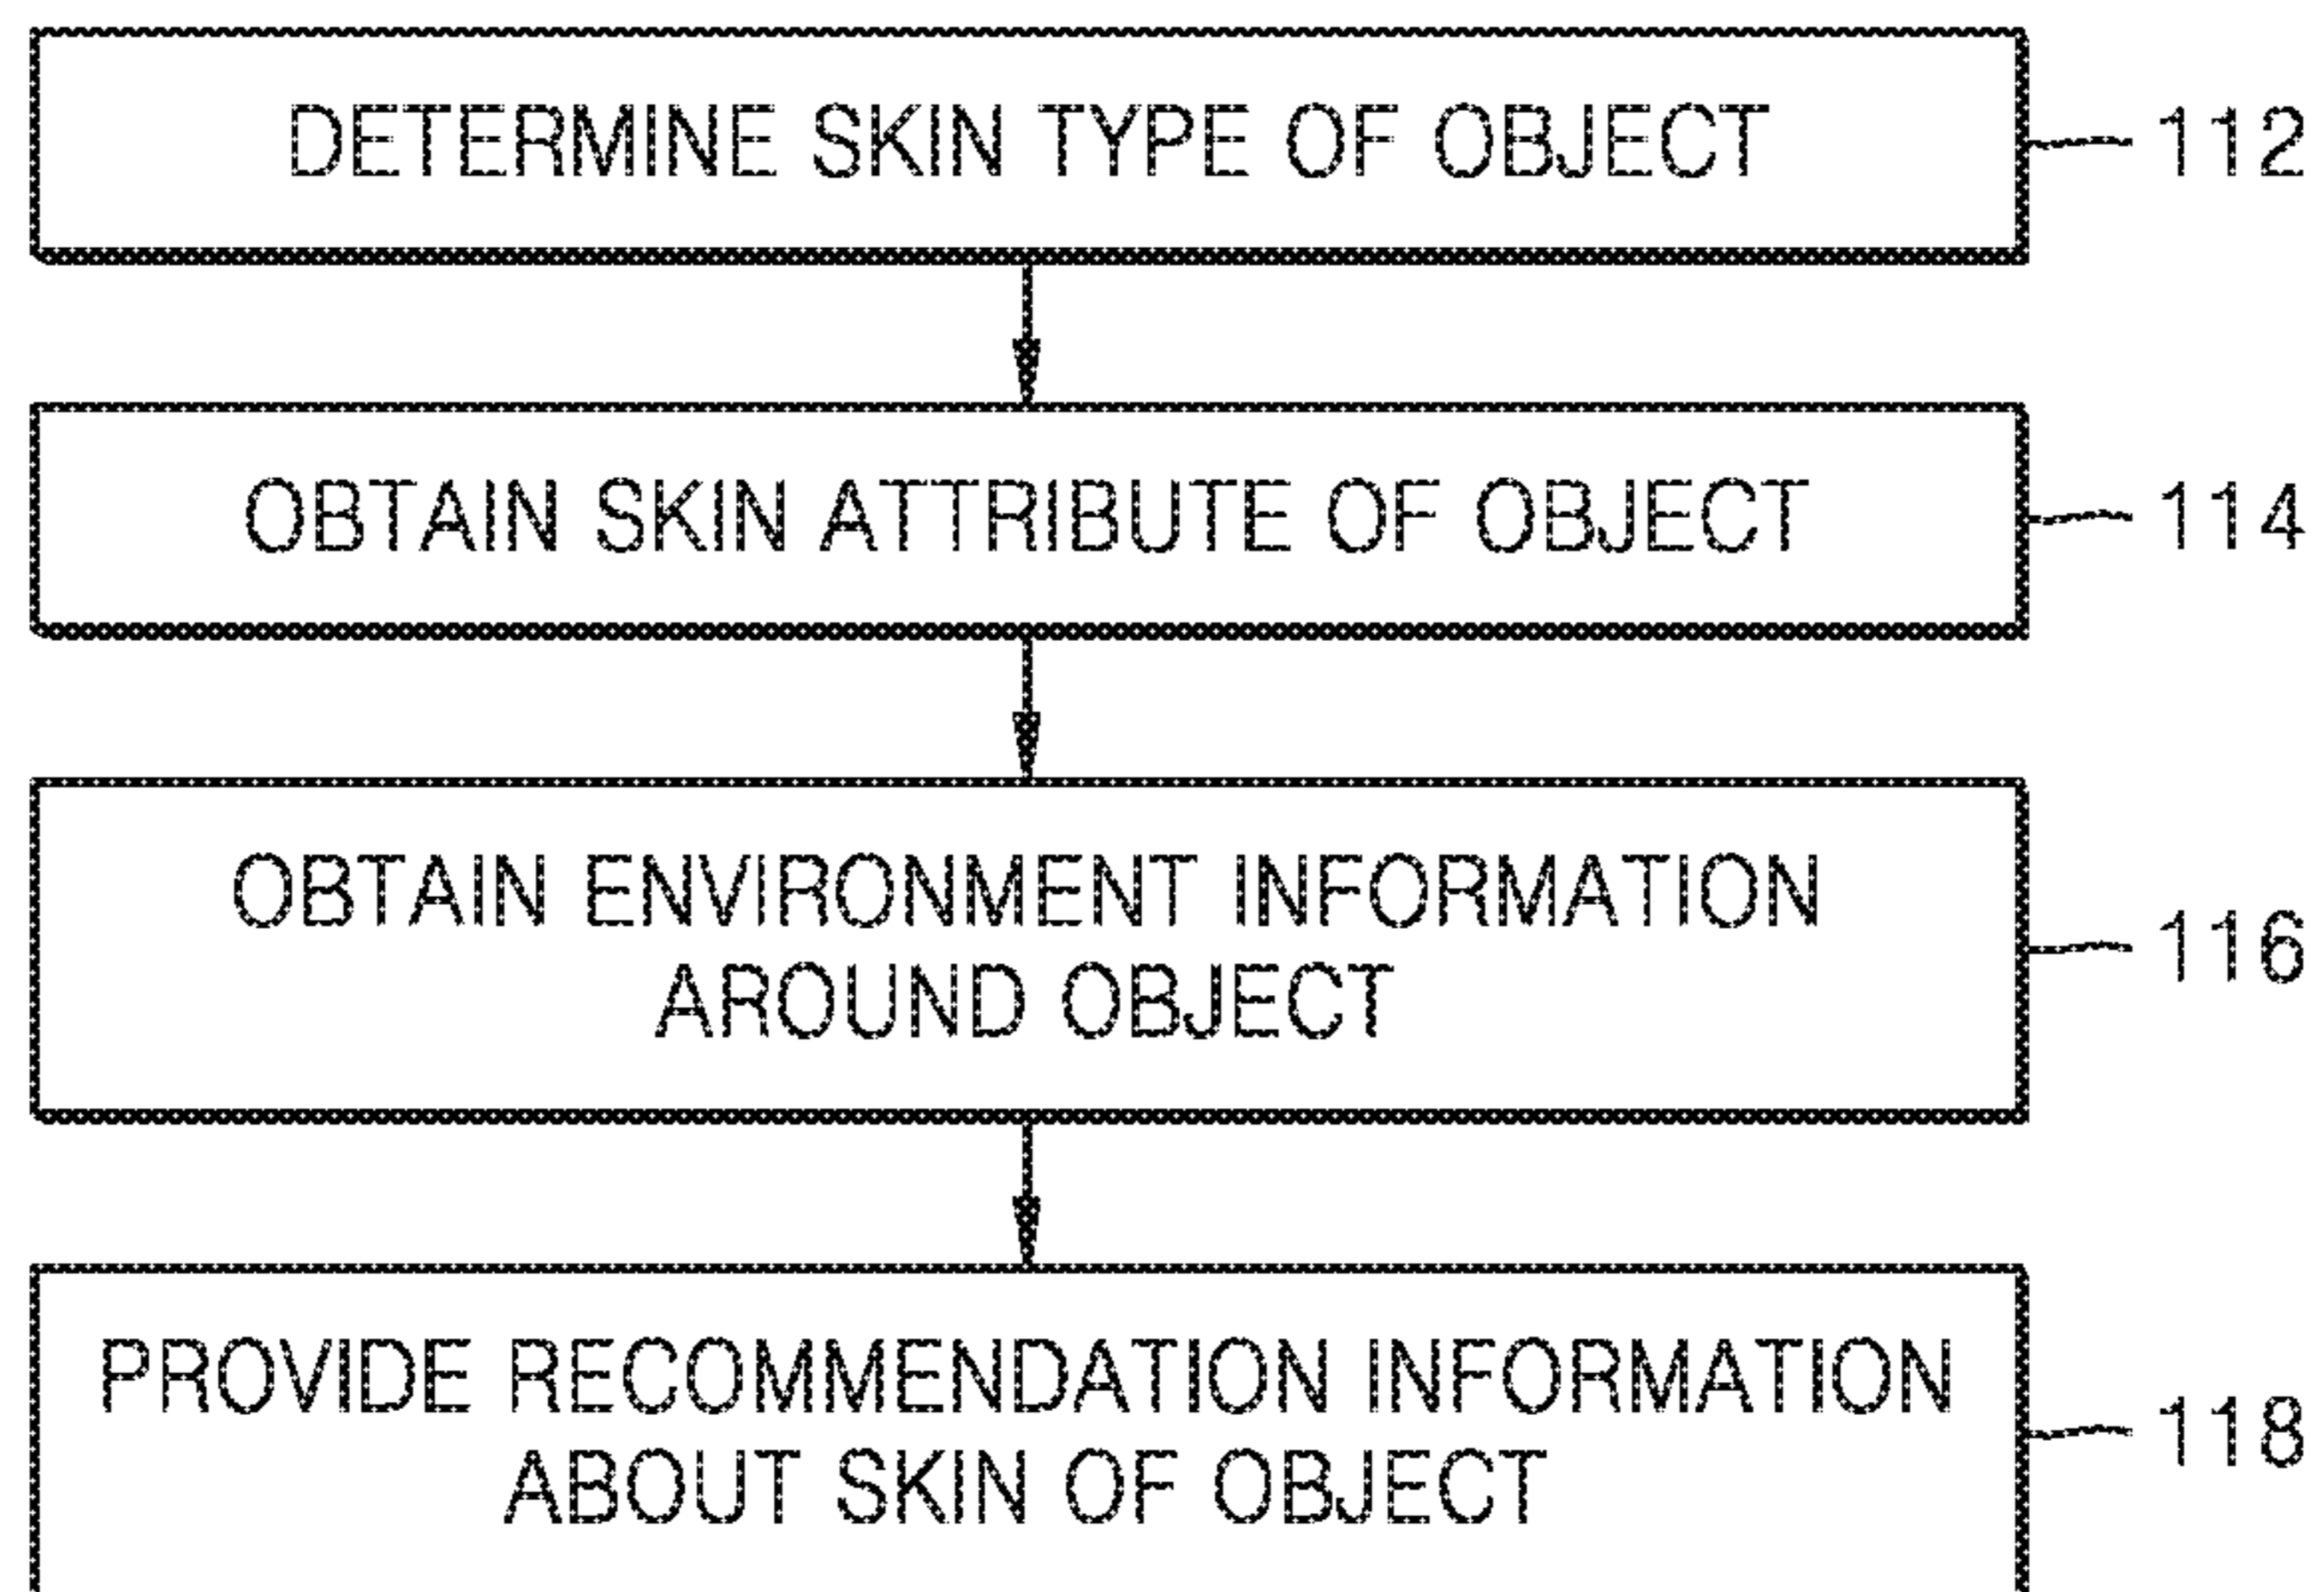 DETERMINE SKIN TYPE OF OBJECT
112
OBTAIN SKIN ATTRIBUTE OF OBJECT
114
OBTAIN ENVIRONMENT INFORMATION
AROUND OBJECT
116
PROVIDE RECOMMENDATION INFORMATION
ABOUT SKIN OF OBJECT
118